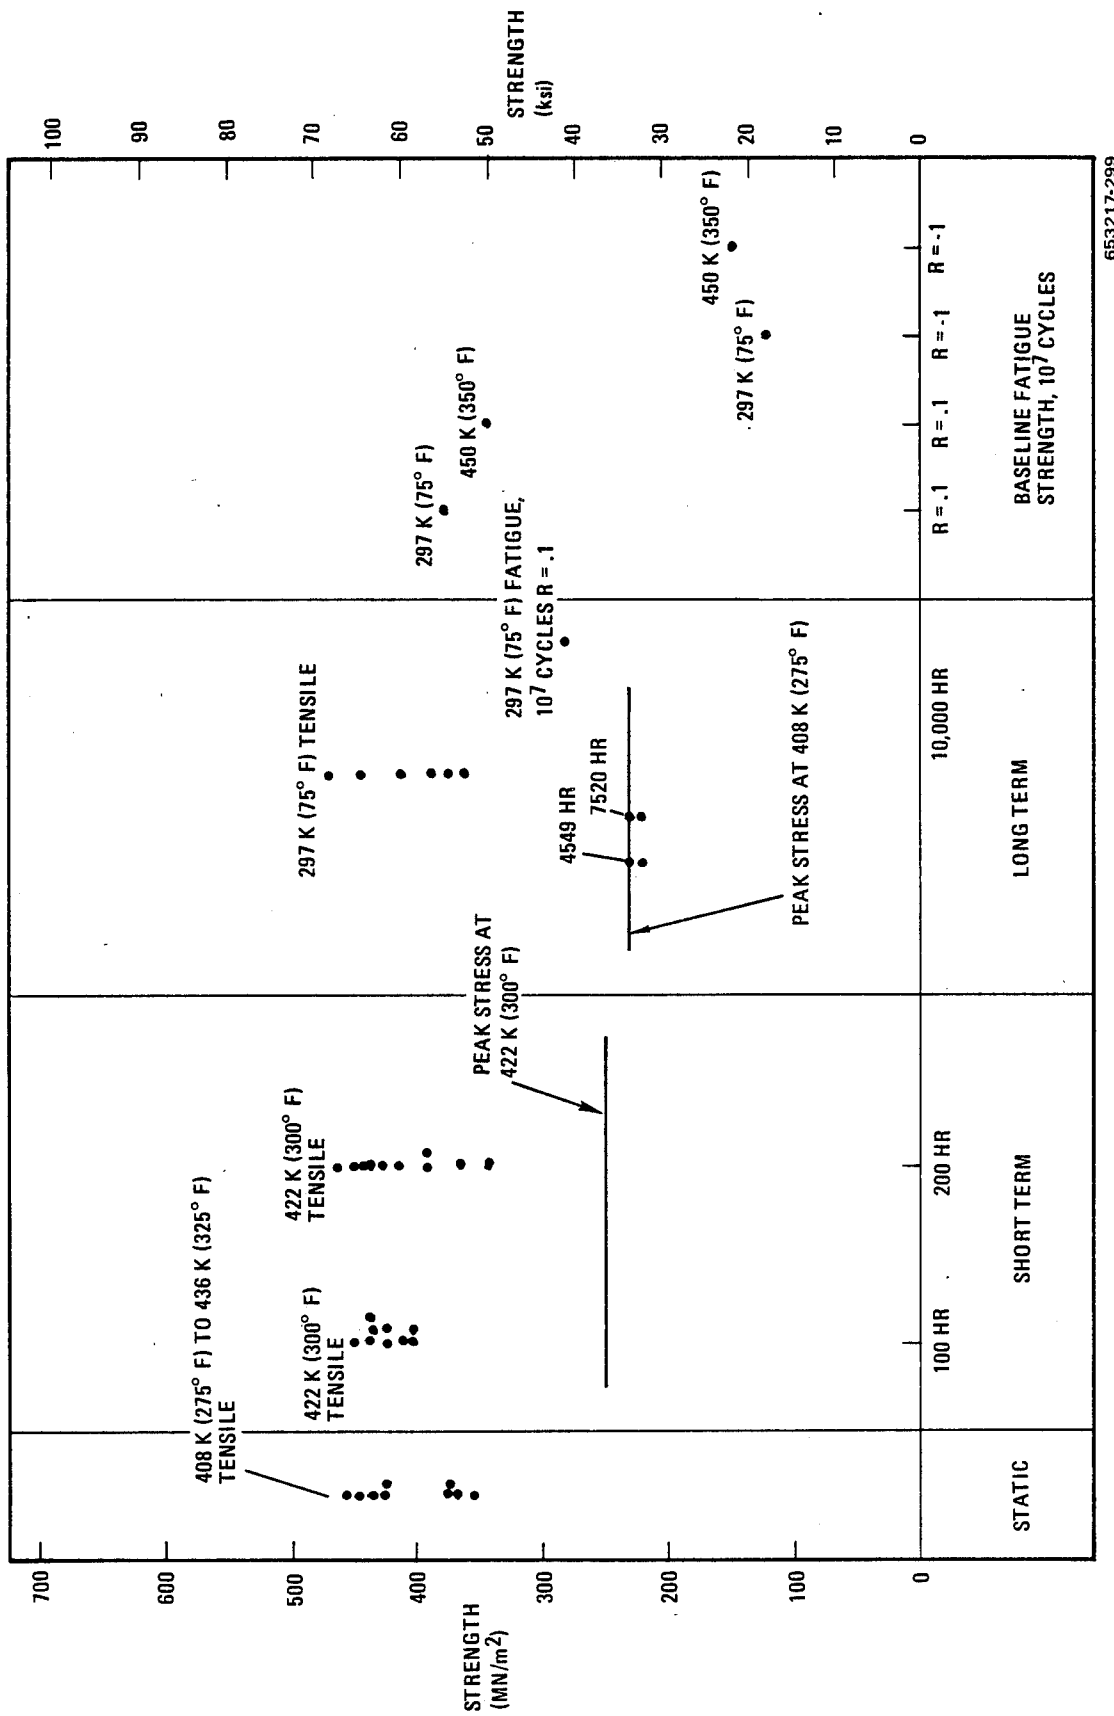 700
600
500
400
300
200
100
0
STRENGTH
(MN/m²)
408 K (275° F) TO 436 K (325° F)
TENSILE
422 K (300° F)
TENSILE
422 K (300° F)
TENSILE
PEAK STRESS AT
422 K (300° F)
297 K (75° F) TENSILE
4549 HR
7520 HR
PEAK STRESS AT 408 K (275° F)
297 K (75° F) FATIGUE,
10⁷ CYCLES R = .1
297 K (75° F)
450 K (350° F)
297 K (75° F)
450 K (350° F)
100
90
80
70
60
50
40
30
20
10
0
STRENGTH
(ksi)
100 HR
200 HR
10,000 HR
R = .1
R = .1
R = -1
R = -1
STATIC
SHORT TERM
LONG TERM
BASELINE FATIGUE
STRENGTH, 10⁷ CYCLES
653217-299